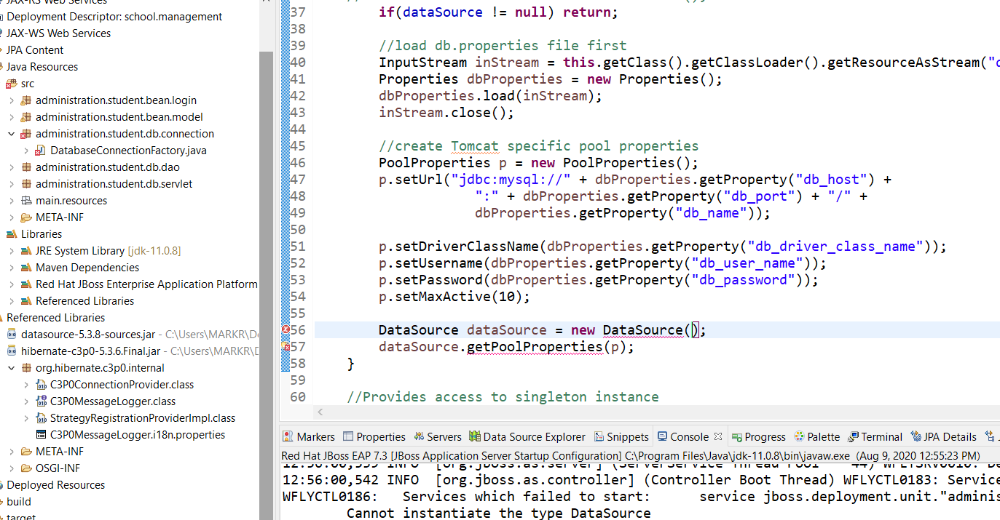 JAX-RS Web Services
Deployment Descriptor: school.management
JAX-WS Web Services
JPA Content
Java Resources
src
administration.student.bean.login
administration.student.bean.model
administration.student.db.connection
DatabaseConnectionFactory.java
administration.student.db.dao
administration.student.db.servlet
main.resources
META-INF
Libraries
JRE System Library [jdk-11.0.8]
Maven Dependencies
Red Hat JBoss Enterprise Application Platform
Referenced Libraries
Referenced Libraries
datasource-5.3.8-sources.jar - C:\Users\MARKR\
hibernate-c3p0-5.3.6.Final.jar - C:\Users\MARKR\
org.hibernate.c3p0.internal
C3P0ConnectionProvider.class
C3P0MessageLogger.class
StrategyRegistrationProviderImpl.class
C3P0MessageLogger.i18n.properties
META-INF
OSGI-INF
Deployed Resources
build
target
37 if(dataSource != null) return;
38
39 //load db.properties file first
40 InputStream inStream = this.getClass().getClassLoader().getResourceAsStream("
41 Properties dbProperties = new Properties();
42 dbProperties.load(inStream);
43 inStream.close();
44
45 //create Tomcat specific pool properties
46 PoolProperties p = new PoolProperties();
47 p.setUrl("jdbc:mysql://" + dbProperties.getProperty("db_host") +
48 ":" + dbProperties.getProperty("db_port") + "/" +
49 dbProperties.getProperty("db_name"));
50
51 p.setDriverClassName(dbProperties.getProperty("db_driver_class_name"));
52 p.setUsername(dbProperties.getProperty("db_user_name"));
53 p.setPassword(dbProperties.getProperty("db_password"));
54 p.setMaxActive(10);
55
56 DataSource dataSource = new DataSource();
57 dataSource.getPoolProperties(p);
58 }
59
60 //Provides access to singleton instance
Markers Properties Servers Data Source Explorer Snippets Console Progress Palette Terminal JPA Details
Red Hat JBoss EAP 7.3 [JBoss Application Server Startup Configuration] C:\Program Files\Java\jdk-11.0.8\bin\javaw.exe (Aug 9, 2020 12:55:23 PM)
INFO [org.jboss.as.server] (ServerService Thread Pool -- 44)
12:56:00,542 INFO [org.jboss.as.controller] (Controller Boot Thread) WFLYCTL0183: Service
WFLYCTL0186: Services which failed to start: service jboss.deployment.unit."adminis
Cannot instantiate the type DataSource